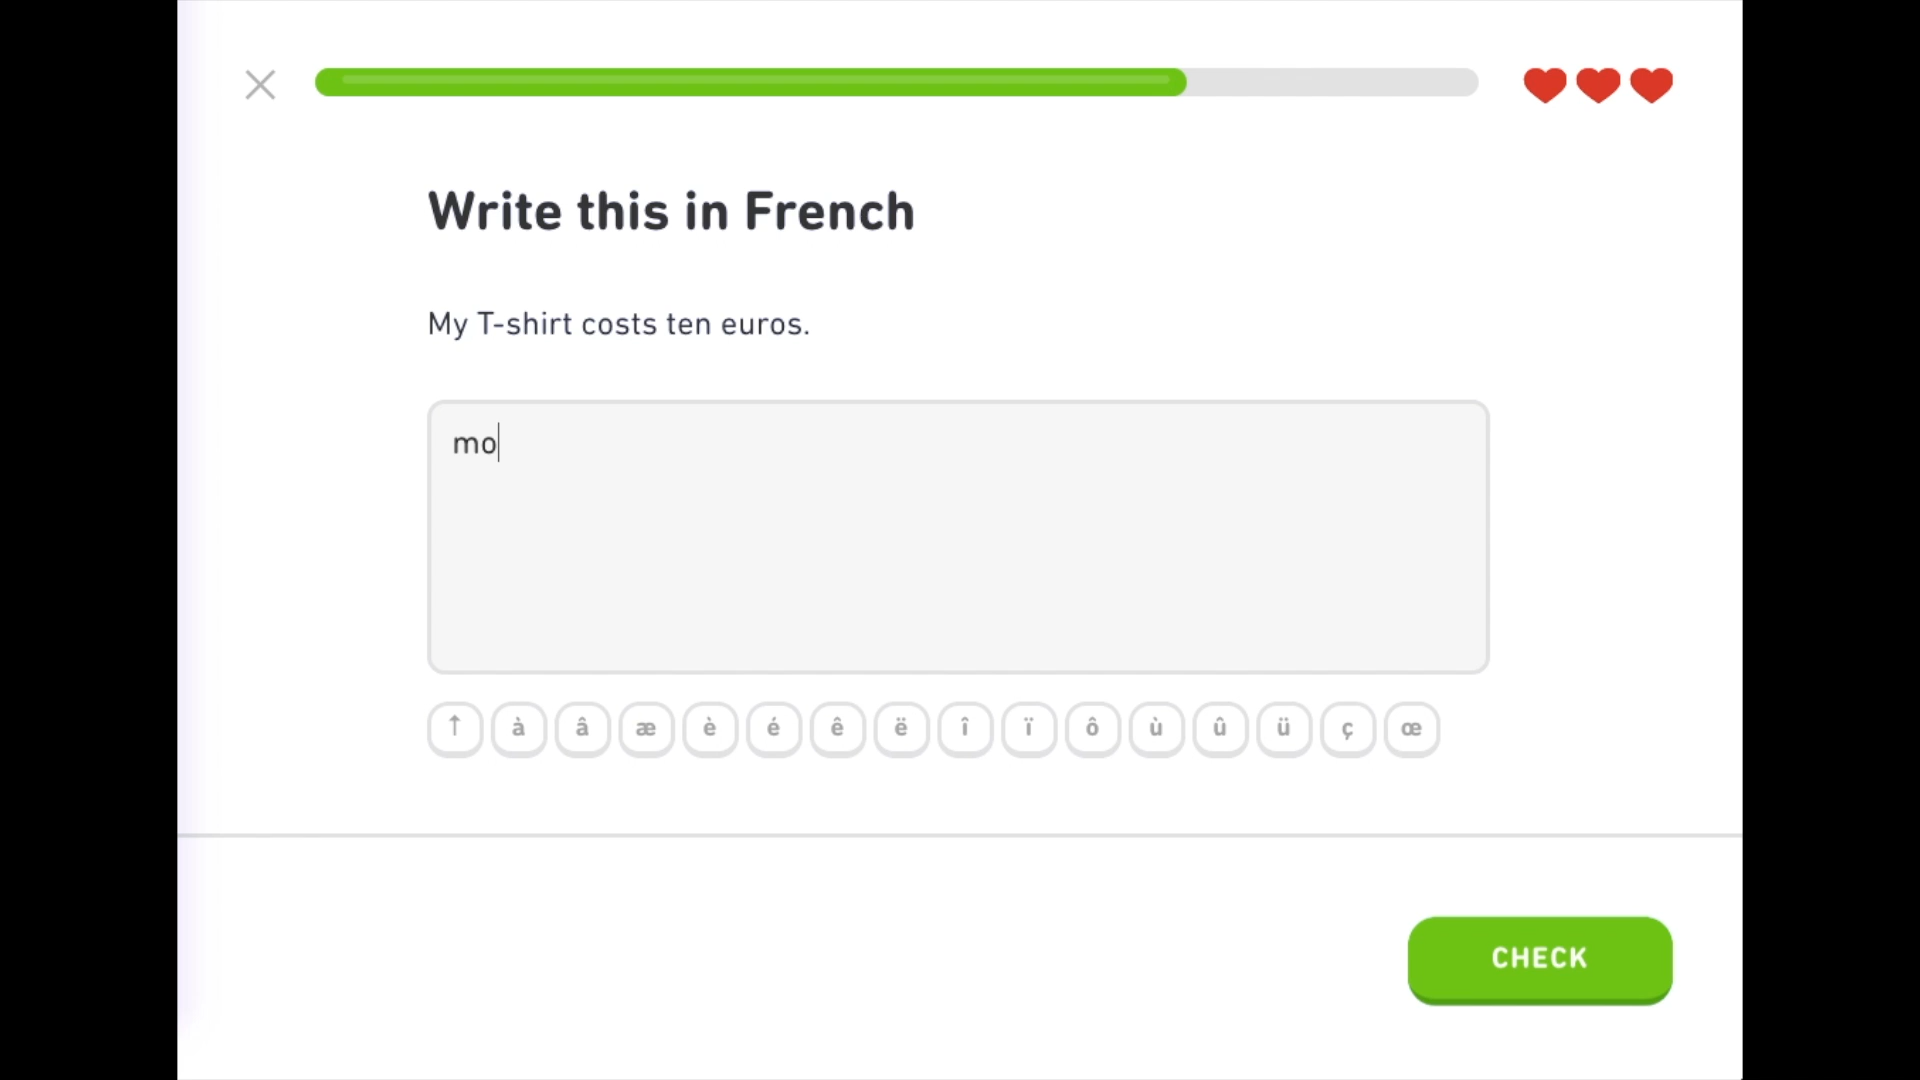 Write this in French
My T-shirt costs ten euros.
mo
↑ à â æ è é ê ë î ï ô ù û ü ç œ
CHECK